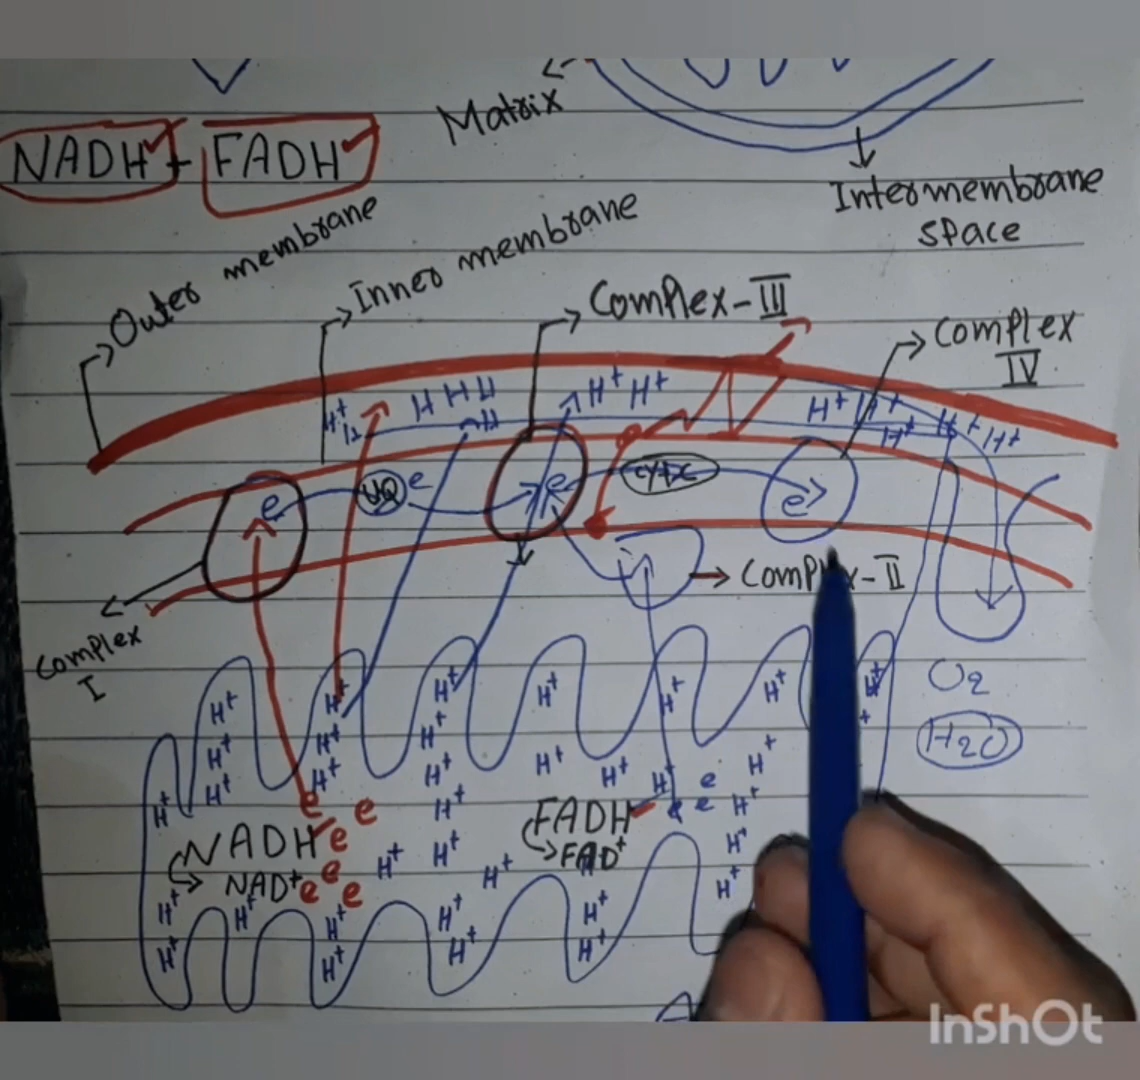 Matrix
NADH + FADH
Intermembrane
space
Outer membrane
Inner membrane
Complex-III
Complex
IV
H+
H H H
H+ H+
H+ H+
H+
H+
H+
e
UQ
e
e
cytc
e
Complex-II
Complex
I
H+ H+ H+ H+ H+ H+ H+
H+ H+ H+
O2
H2O
H+ H+ H+ H+ H+ H+ H+
H+
e e
H+ e
e H+
FADH
NADH e
H+ H+
FAD+
H+
NAD+ e e e
H+
H+
H+ H+ H+ H+ H+
H+ H+ H+ H+
InShOt